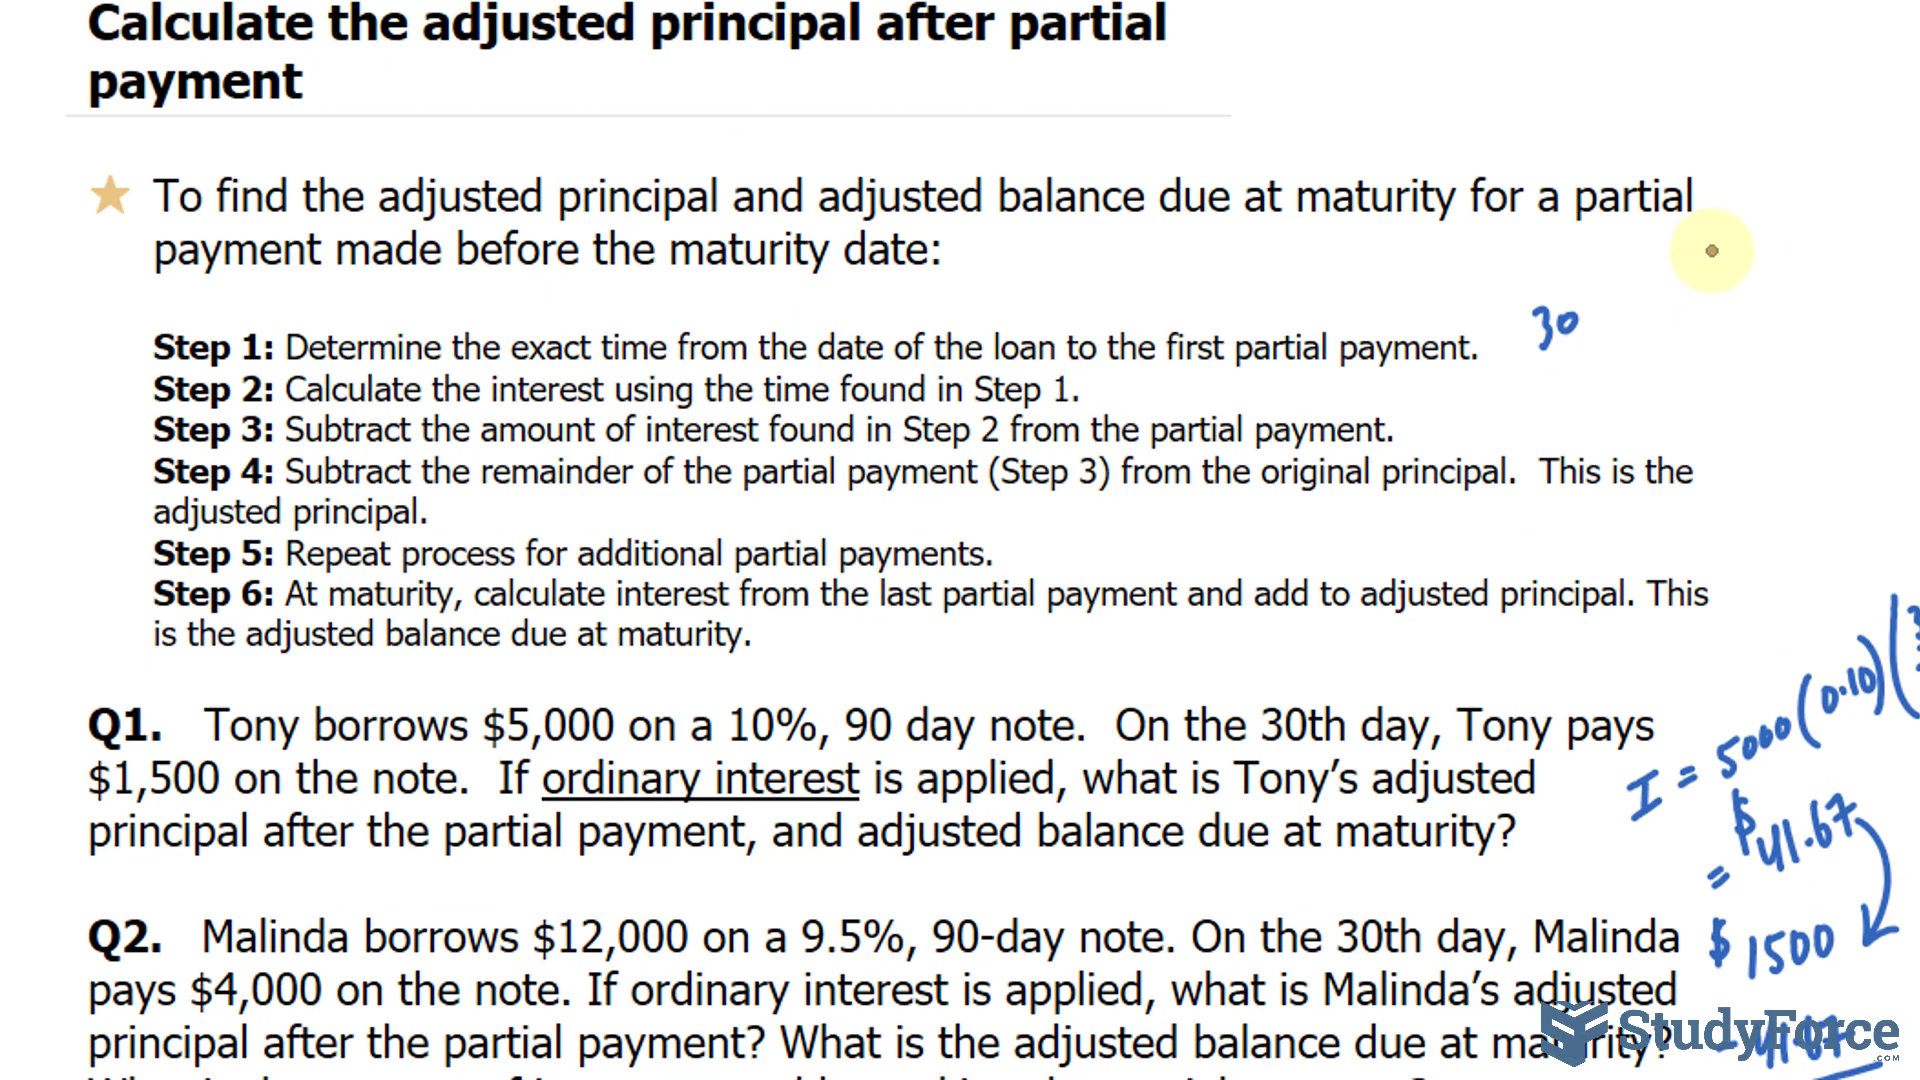 Calculate the adjusted principal after partial
payment
To find the adjusted principal and adjusted balance due at maturity for a partial
payment made before the maturity date:
30
Step 1: Determine the exact time from the date of the loan to the first partial payment.
Step 2: Calculate the interest using the time found in Step 1.
Step 3: Subtract the amount of interest found in Step 2 from the partial payment.
Step 4: Subtract the remainder of the partial payment (Step 3) from the original principal. This is the
adjusted principal.
Step 5: Repeat process for additional partial payments.
Step 6: At maturity, calculate interest from the last partial payment and add to adjusted principal. This
is the adjusted balance due at maturity.
Q1. Tony borrows $5,000 on a 10%, 90 day note. On the 30th day, Tony pays
$1,500 on the note. If ordinary interest is applied, what is Tony's adjusted
principal after the partial payment, and adjusted balance due at maturity?
I = 5000(0.10)(
= $41.67
$1500
- 41.67
Q2. Malinda borrows $12,000 on a 9.5%, 90-day note. On the 30th day, Malinda
pays $4,000 on the note. If ordinary interest is applied, what is Malinda's adjusted
principal after the partial payment? What is the adjusted balance due at maturity?
StudyForce
.COM